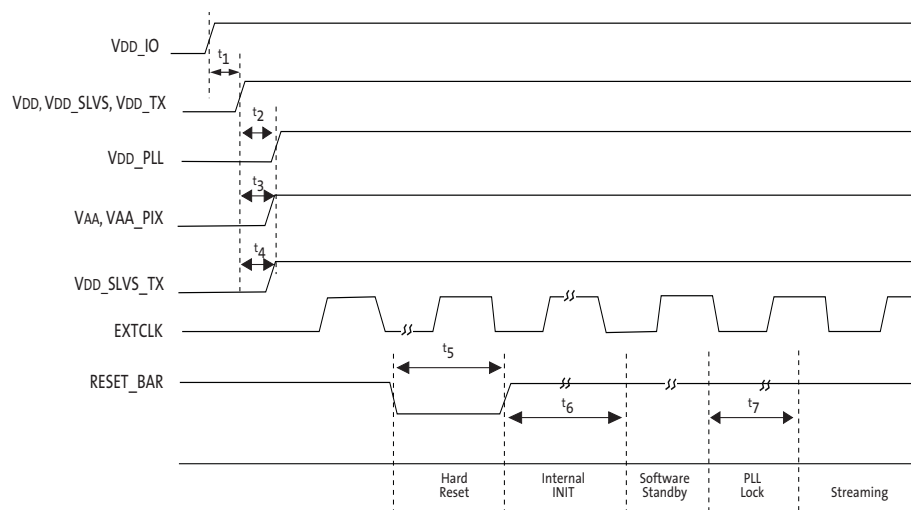 VDD_IO
t1
VDD, VDD_SLVS, VDD_TX
t2
VDD_PLL
t3
VAA, VAA_PIX
t4
VDD_SLVS_TX
EXTCLK
t5
RESET_BAR
t6
t7
Hard
Reset
Internal
INIT
Software
Standby
PLL
Lock
Streaming